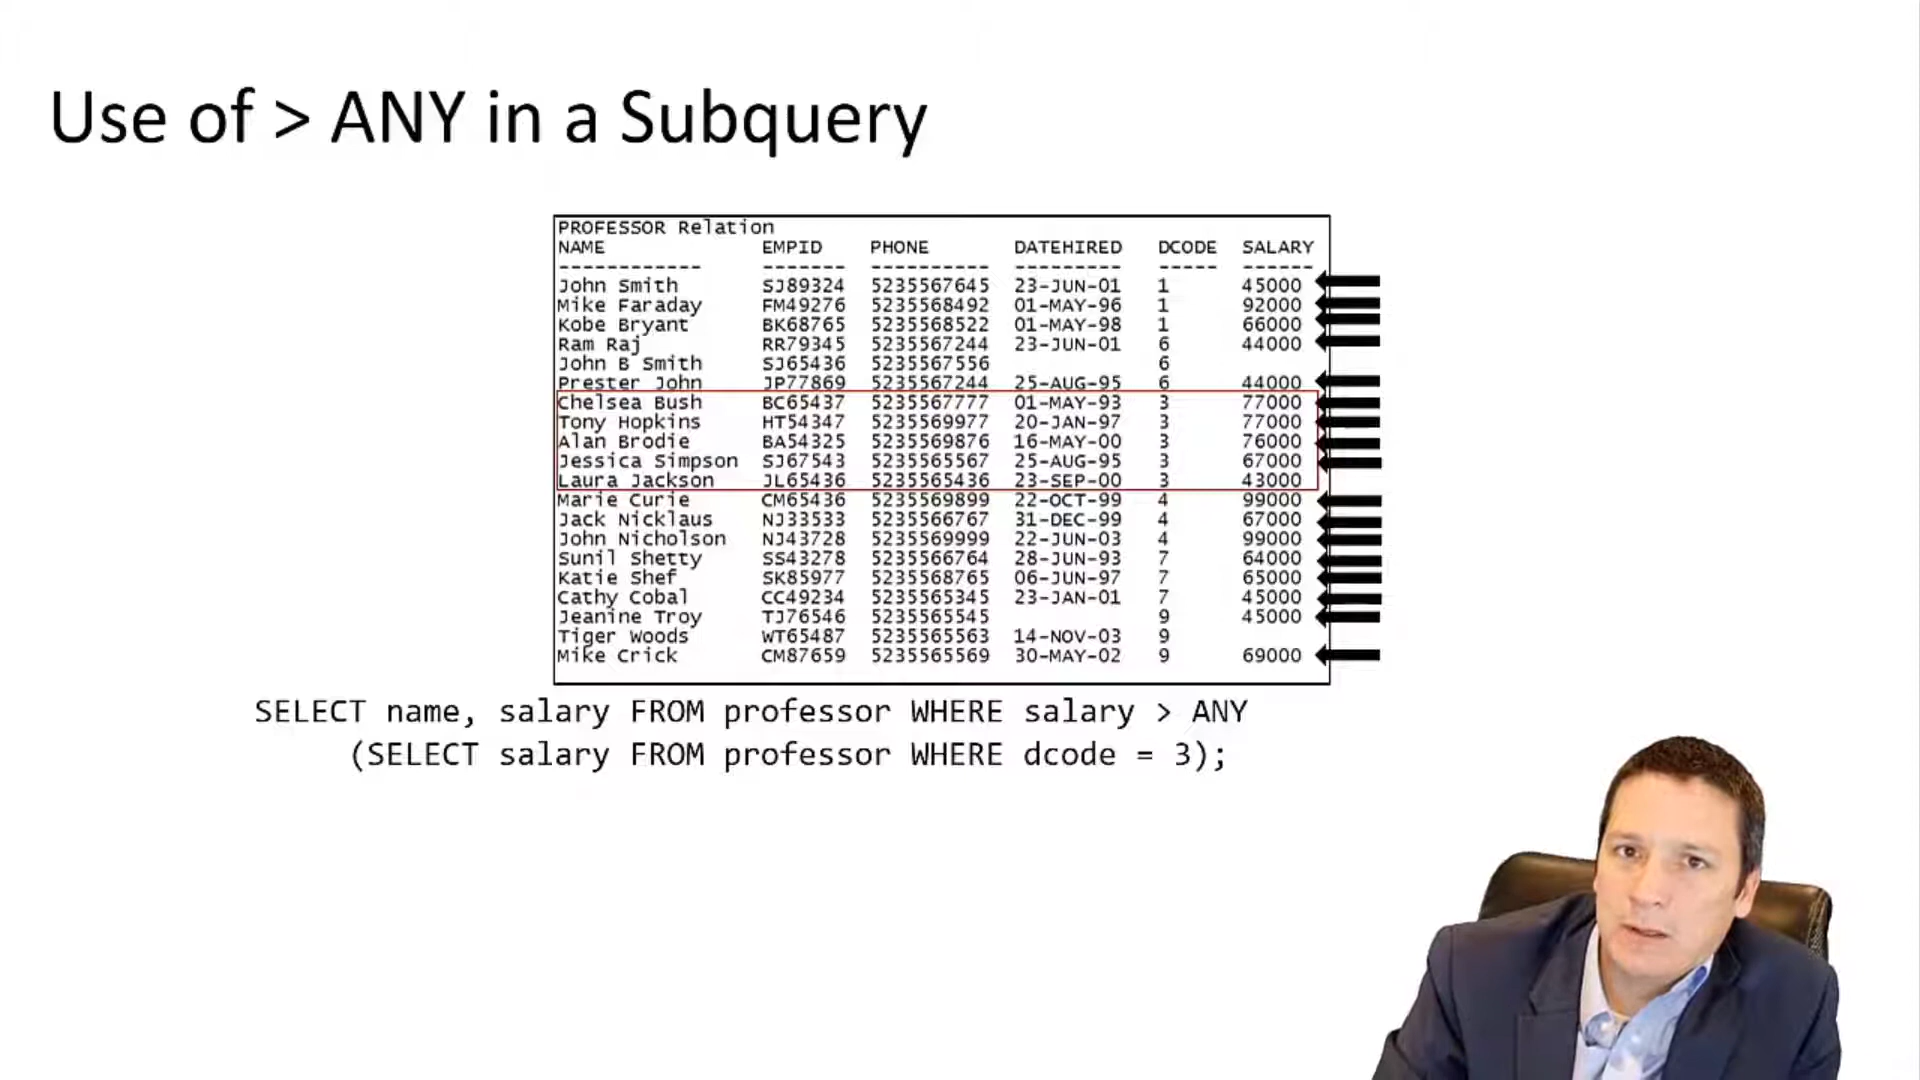 Use of > ANY in a Subquery
PROFESSOR Relation
NAME EMPID PHONE DATEHIRED DCODE SALARY
------------ ------- ---------- --------- ----- ------
John Smith SJ89324 5235567645 23-JUN-01 1 45000
Mike Faraday FM49276 5235568492 01-MAY-96 1 92000
Kobe Bryant BK68765 5235568522 01-MAY-98 1 66000
Ram Raj RR79345 5235567244 23-JUN-01 6 44000
John B Smith SJ65436 5235567556 6
Prester John JP77869 5235567244 25-AUG-95 6 44000
Chelsea Bush BC65437 5235567777 01-MAY-93 3 77000
Tony Hopkins HT54347 5235569977 20-JAN-97 3 77000
Alan Brodie BA54325 5235569876 16-MAY-00 3 76000
Jessica Simpson SJ67543 5235565567 25-AUG-95 3 67000
Laura Jackson JL65436 5235565436 23-SEP-00 3 43000
Marie Curie CM65436 5235569899 22-OCT-99 4 99000
Jack Nicklaus NJ33533 5235566767 31-DEC-99 4 67000
John Nicholson NJ43728 5235569999 22-JUN-03 4 99000
Sunil Shetty SS43278 5235566764 28-JUN-93 7 64000
Katie Shef SK85977 5235568765 06-JUN-97 7 65000
Cathy Cobal CC49234 5235565345 23-JAN-01 7 45000
Jeanine Troy TJ76546 5235565545 9 45000
Tiger Woods WT65487 5235565563 14-NOV-03 9
Mike Crick CM87659 5235565569 30-MAY-02 9 69000
SELECT name, salary FROM professor WHERE salary > ANY
(SELECT salary FROM professor WHERE dcode = 3);